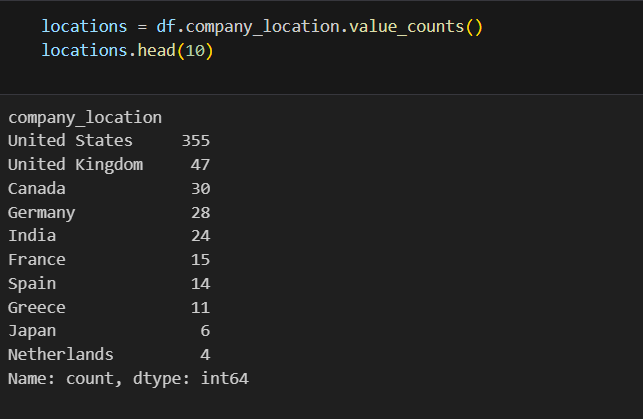 locations = df.company_location.value_counts()
locations.head(10)
company_location
United States 355
United Kingdom 47
Canada 30
Germany 28
India 24
France 15
Spain 14
Greece 11
Japan 6
Netherlands 4
Name: count, dtype: int64